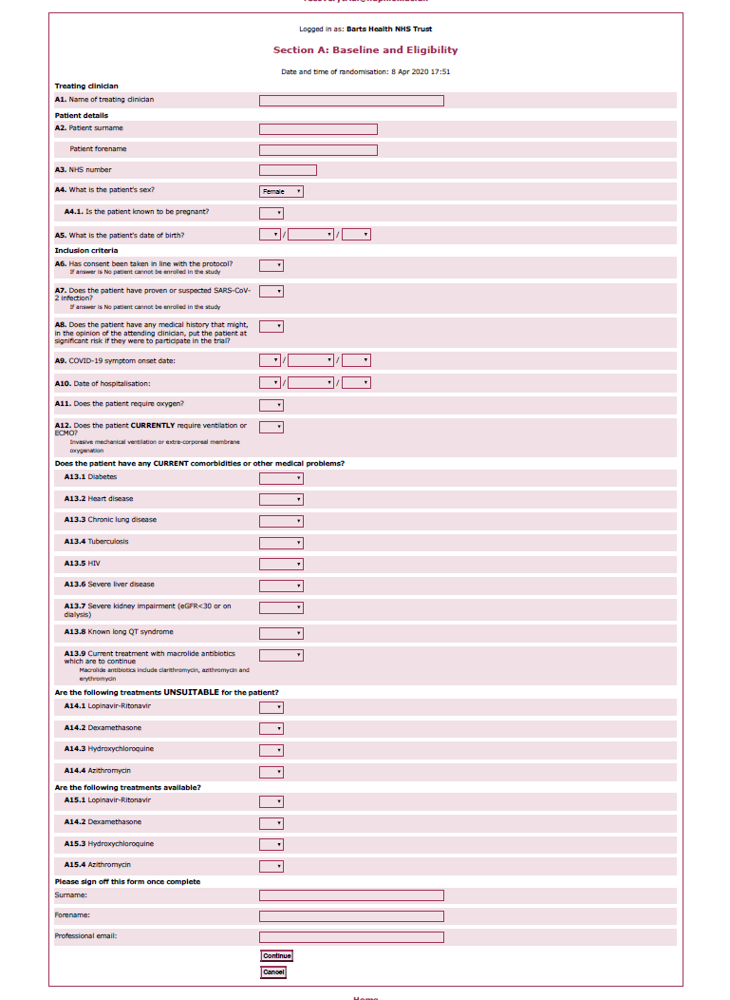 Logged in as: Barts Health NHS Trust
Section A: Baseline and Eligibility
Date and time of randomisation: 8 Apr 2020 17:51
Treating clinician
A1. Name of treating clinician
Patient details
A2. Patient surname
Patient forename
A3. NHS number
A4. What is the patient's sex?
Female
A4.1. Is the patient known to be pregnant?
A5. What is the patient's date of birth?
/ /
Inclusion criteria
A6. Has consent been taken in line with the protocol?
If answer is No patient cannot be enrolled in the study
A7. Does the patient have proven or suspected SARS-CoV-
2 infection?
If answer is No patient cannot be enrolled in the study
A8. Does the patient have any medical history that might,
in the opinion of the attending clinician, put the patient at
significant risk if they were to participate in the trial?
A9. COVID-19 symptom onset date:
/ /
A10. Date of hospitalisation:
/ /
A11. Does the patient require oxygen?
A12. Does the patient CURRENTLY require ventilation or
ECMO?
Invasive mechanical ventilation or extra-corporeal membrane
oxygenation
Does the patient have any CURRENT comorbidities or other medical problems?
A13.1 Diabetes
A13.2 Heart disease
A13.3 Chronic lung disease
A13.4 Tuberculosis
A13.5 HIV
A13.6 Severe liver disease
A13.7 Severe kidney impairment (eGFR<30 or on
dialysis)
A13.8 Known long QT syndrome
A13.9 Current treatment with macrolide antibiotics
which are to continue
Macrolide antibiotics include clarithromycin, azithromycin and
erythromycin
Are the following treatments UNSUITABLE for the patient?
A14.1 Lopinavir-Ritonavir
A14.2 Dexamethasone
A14.3 Hydroxychloroquine
A14.4 Azithromycin
Are the following treatments available?
A15.1 Lopinavir-Ritonavir
A14.2 Dexamethasone
A15.3 Hydroxychloroquine
A15.4 Azithromycin
Please sign off this form once complete
Surname:
Forename:
Professional email:
Continue
Cancel
Home